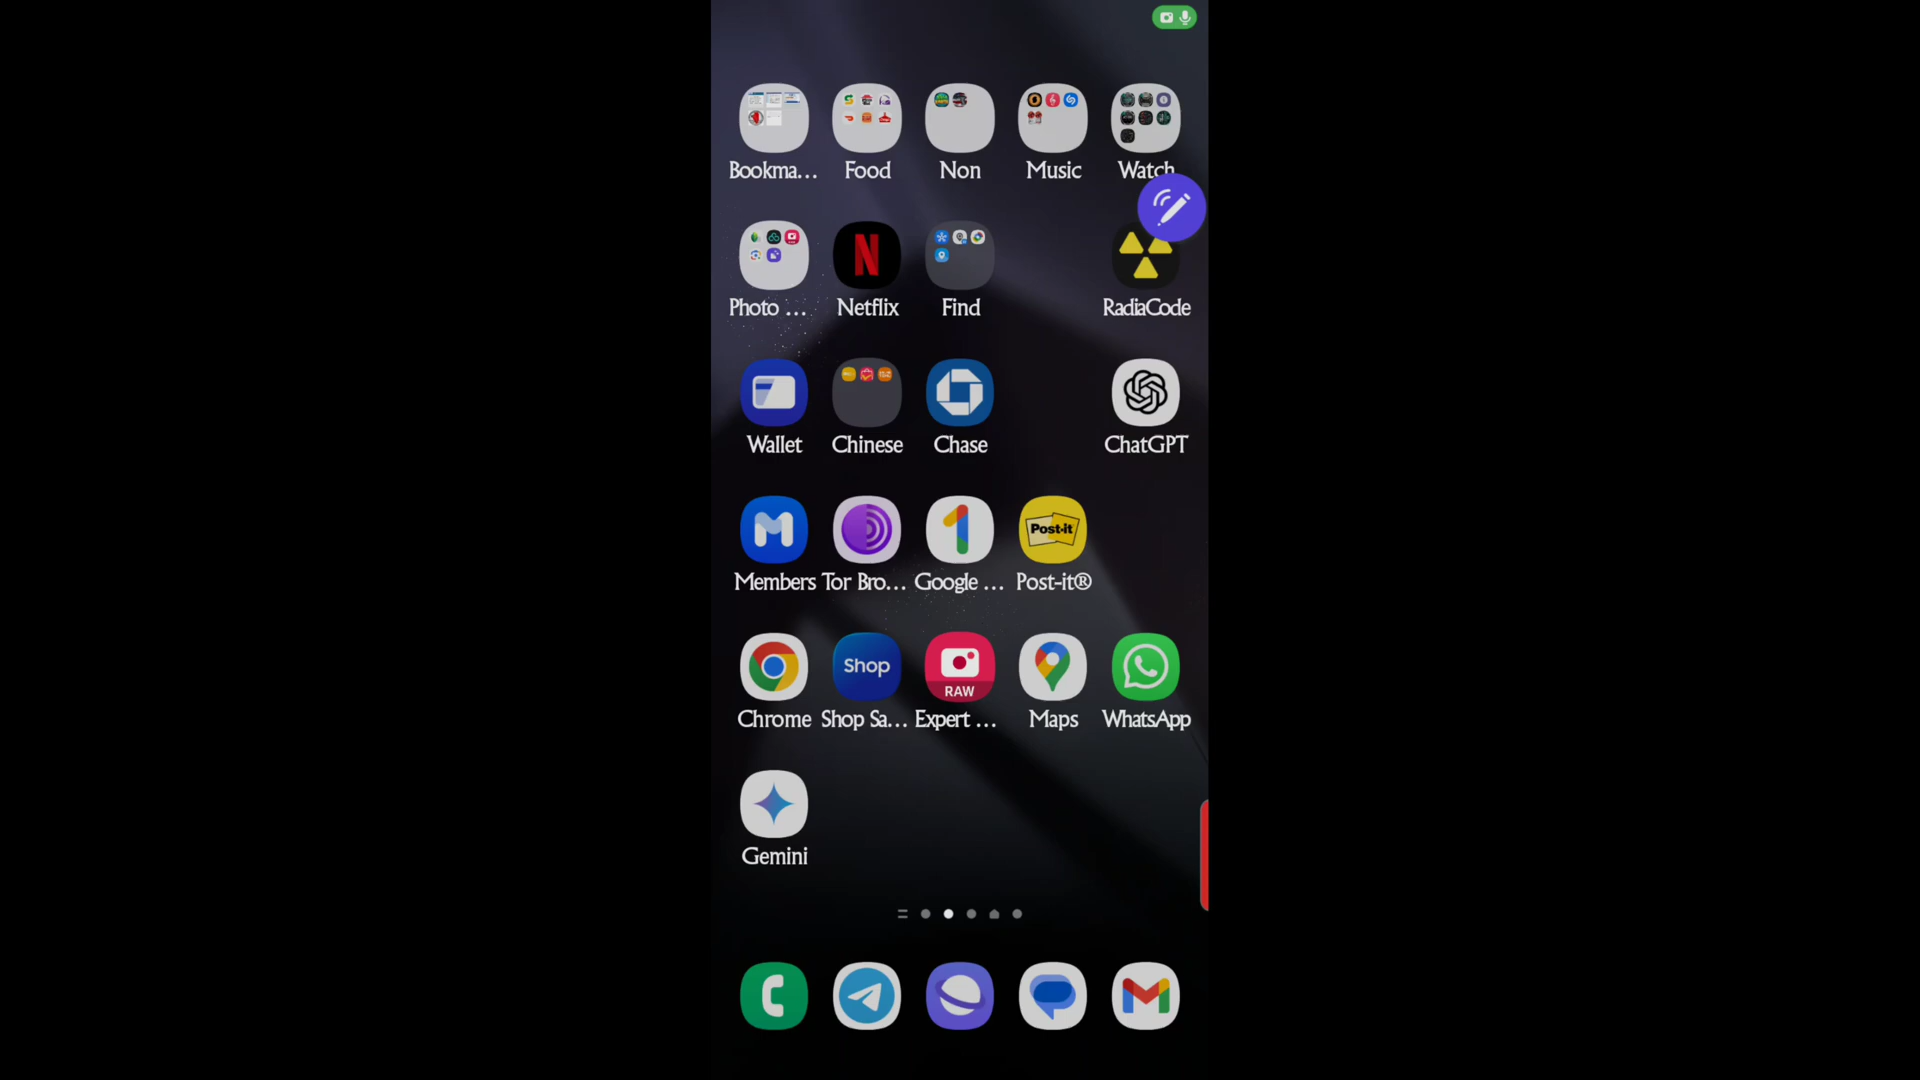 Bookma... Food Non Music Watch
Photo ... Netflix Find RadiaCode
Wallet Chinese Chase ChatGPT
Post-it
Members Tor Bro... Google ... Post-it®
Shop
RAW
Chrome Shop Sa... Expert ... Maps WhatsApp
Gemini